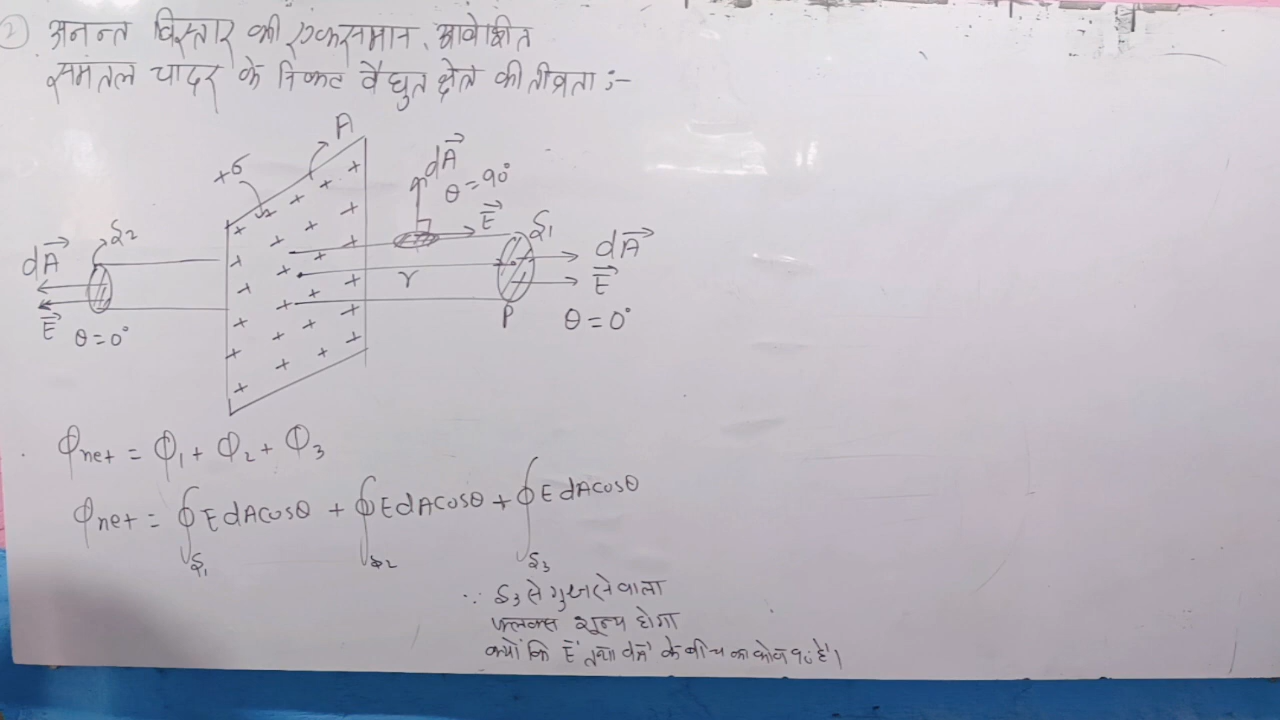 ② अनन्त विस्तार की एकसमान आवेशित
समतल चादर के निकट वैद्युत क्षेत्र की तीव्रता :-
A
+σ
dA⃗
θ=90°
E⃗
S₁
S₂
dA⃗
dA⃗
E⃗
r
E⃗
θ=0°
P
θ=0°
Φnet = Φ₁ + Φ₂ + Φ₃
Φnet = ∮E dA cosθ + ∮E dA cosθ + ∮E dA cosθ
S₁ S₂ S₃
∵ S₃ से गुजरने वाला
फ्लक्स शून्य होगा
क्यों कि E⃗ तथा dA⃗ के बीच का कोण 90° है।